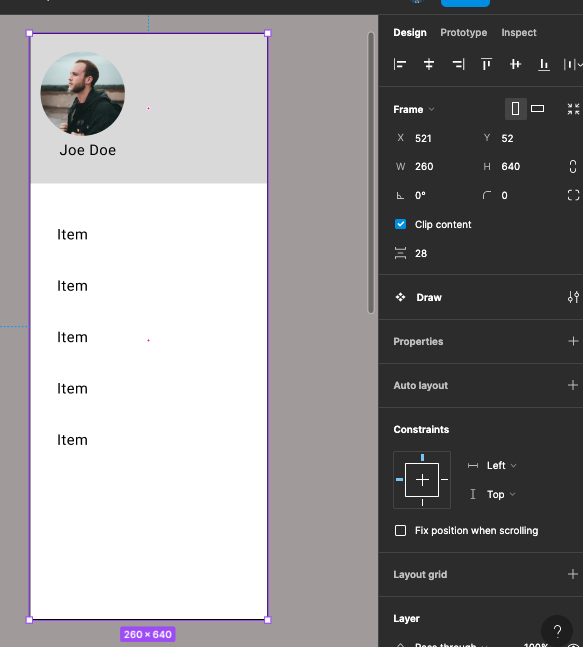 Design Prototype Inspect
Frame
X 521 Y 52
W 260 H 640
0° 0
Clip content
28
Draw
Properties
Auto layout
Constraints
Left
Top
Fix position when scrolling
Layout grid
Layer
Pass through 100%
?
Joe Doe
Item
Item
Item
Item
Item
260 × 640